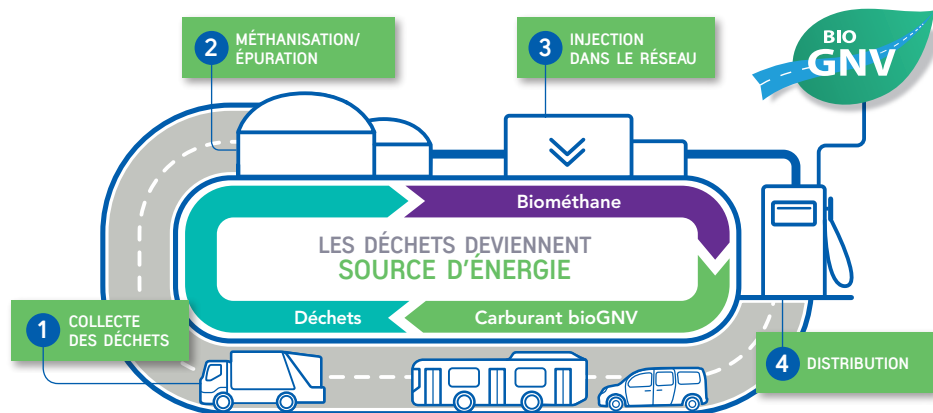 2
MÉTHANISATION/
ÉPURATION
3
INJECTION
DANS LE RÉSEAU
BIO
GNV
Biométhane
LES DÉCHETS DEVIENNENT
SOURCE D'ÉNERGIE
Déchets
Carburant bioGNV
1
COLLECTE
DES DÉCHETS
4
DISTRIBUTION